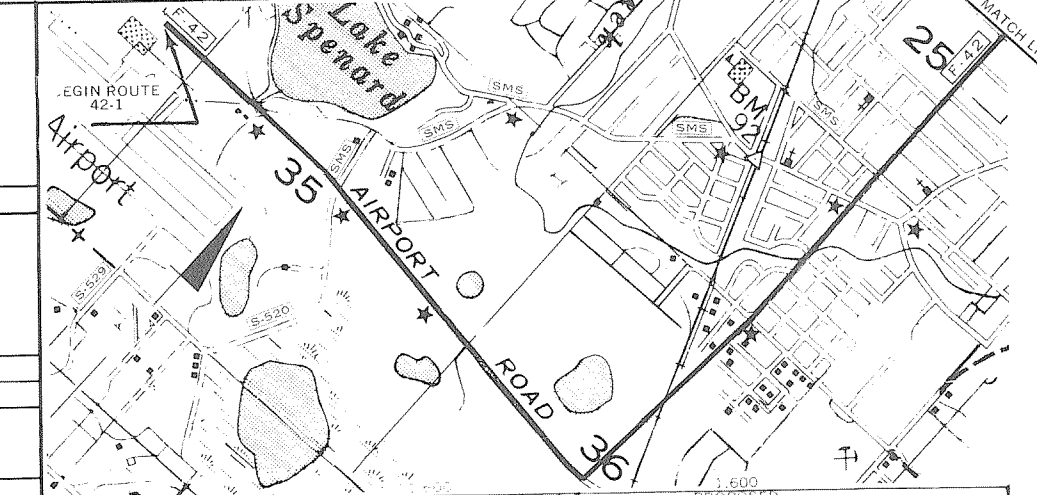 F-42
Lake
Spenard
MATCH L
25
F-42
EGIN ROUTE
42-1
SMS
BM
92
SMS
SMS
SMS
Airport
SMS
35
AIRPORT
S-529
S-520
ROAD
36
1,600
PROPOSED